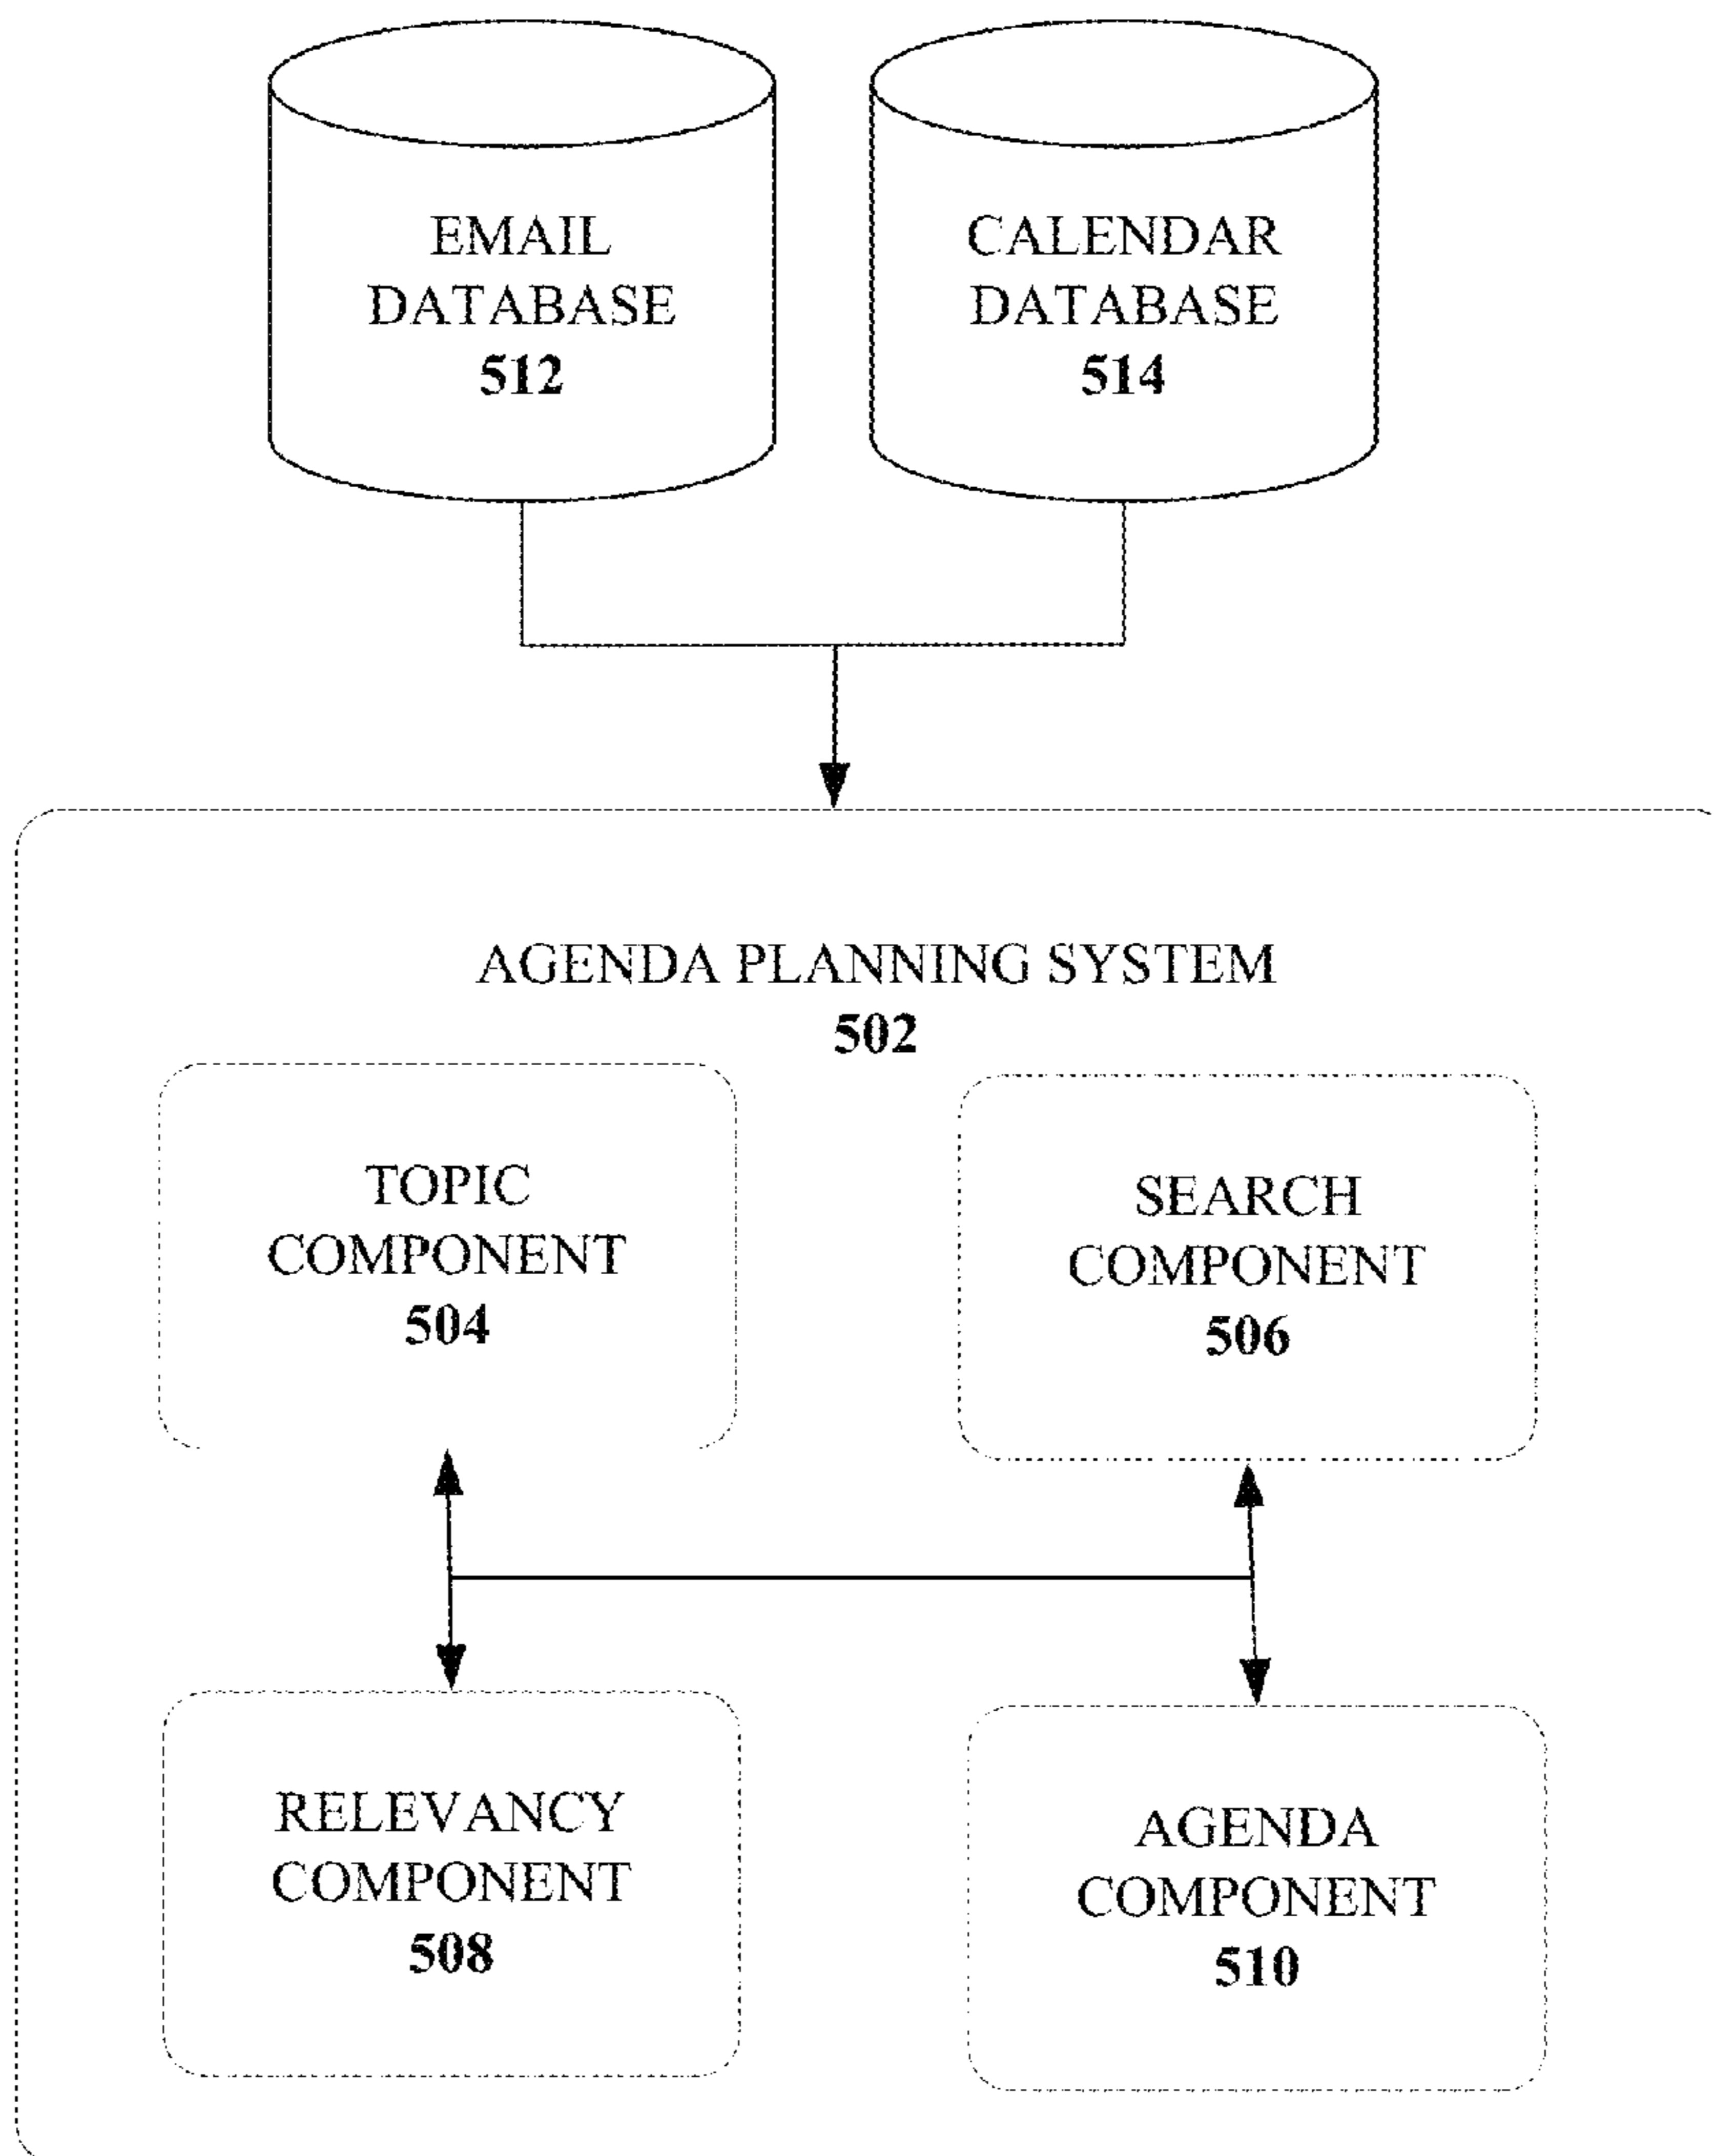 EMAIL
DATABASE
512
CALENDAR
DATABASE
514
AGENDA PLANNING SYSTEM
502
TOPIC
COMPONENT
504
SEARCH
COMPONENT
506
RELEVANCY
COMPONENT
508
AGENDA
COMPONENT
510